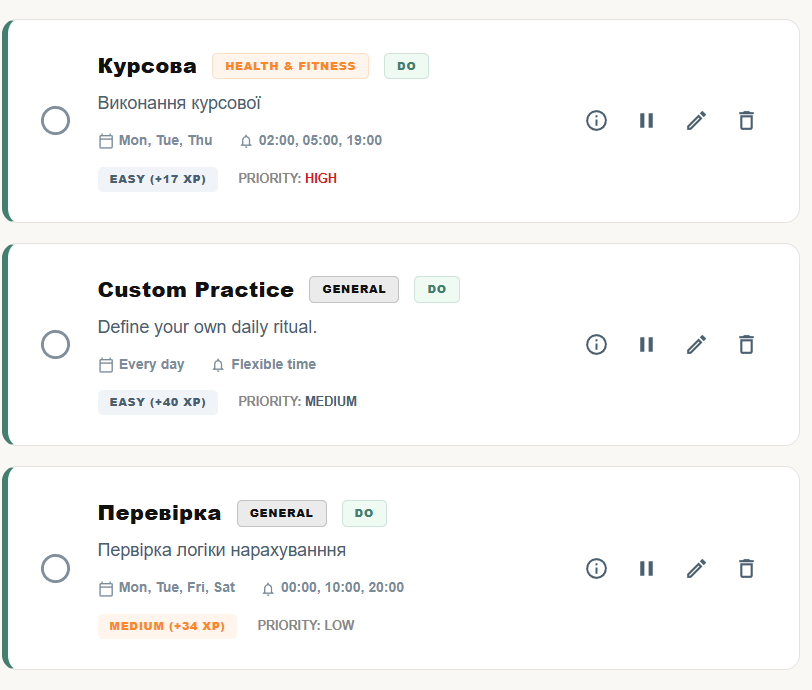 Курсова HEALTH & FITNESS DO
Виконання курсової
Mon, Tue, Thu 02:00, 05:00, 19:00
EASY (+17 XP) PRIORITY: HIGH
Custom Practice GENERAL DO
Define your own daily ritual.
Every day Flexible time
EASY (+40 XP) PRIORITY: MEDIUM
Перевірка GENERAL DO
Первірка логіки нарахуванння
Mon, Tue, Fri, Sat 00:00, 10:00, 20:00
MEDIUM (+34 XP) PRIORITY: LOW